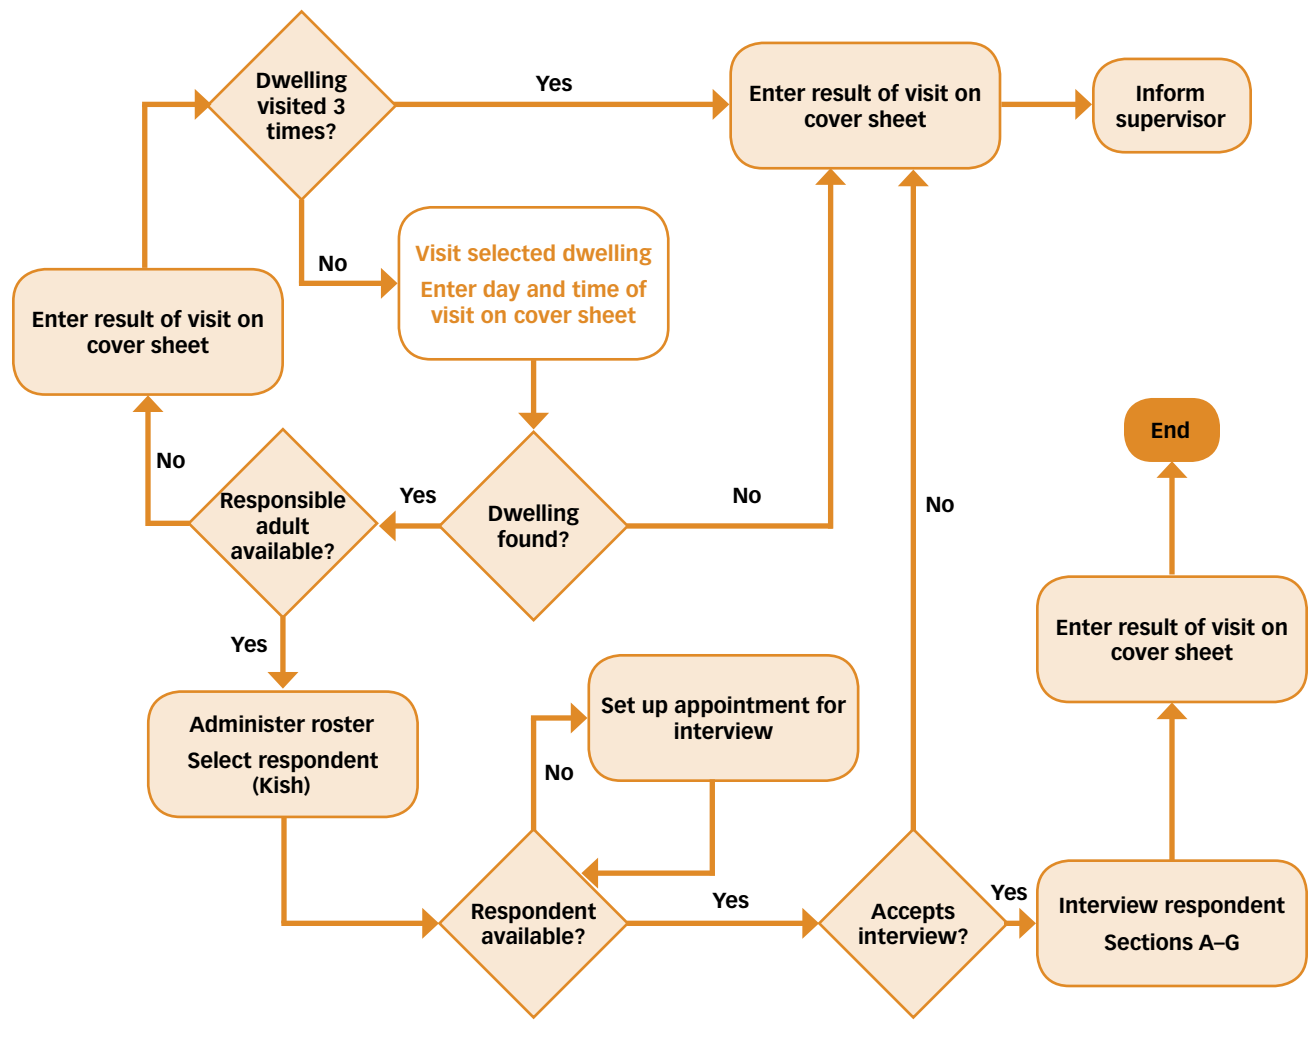 Dwelling
visited 3
times?
Yes
Enter result of visit on
cover sheet
Inform
supervisor
No
Visit selected dwelling
Enter day and time of
visit on cover sheet
Enter result of visit on
cover sheet
No
Responsible
adult
available?
Yes
Dwelling
found?
No
No
End
Yes
Enter result of visit on
cover sheet
Administer roster
Select respondent
(Kish)
Set up appointment for
interview
No
Respondent
available?
Yes
Accepts
interview?
Yes
Interview respondent
Sections A–G